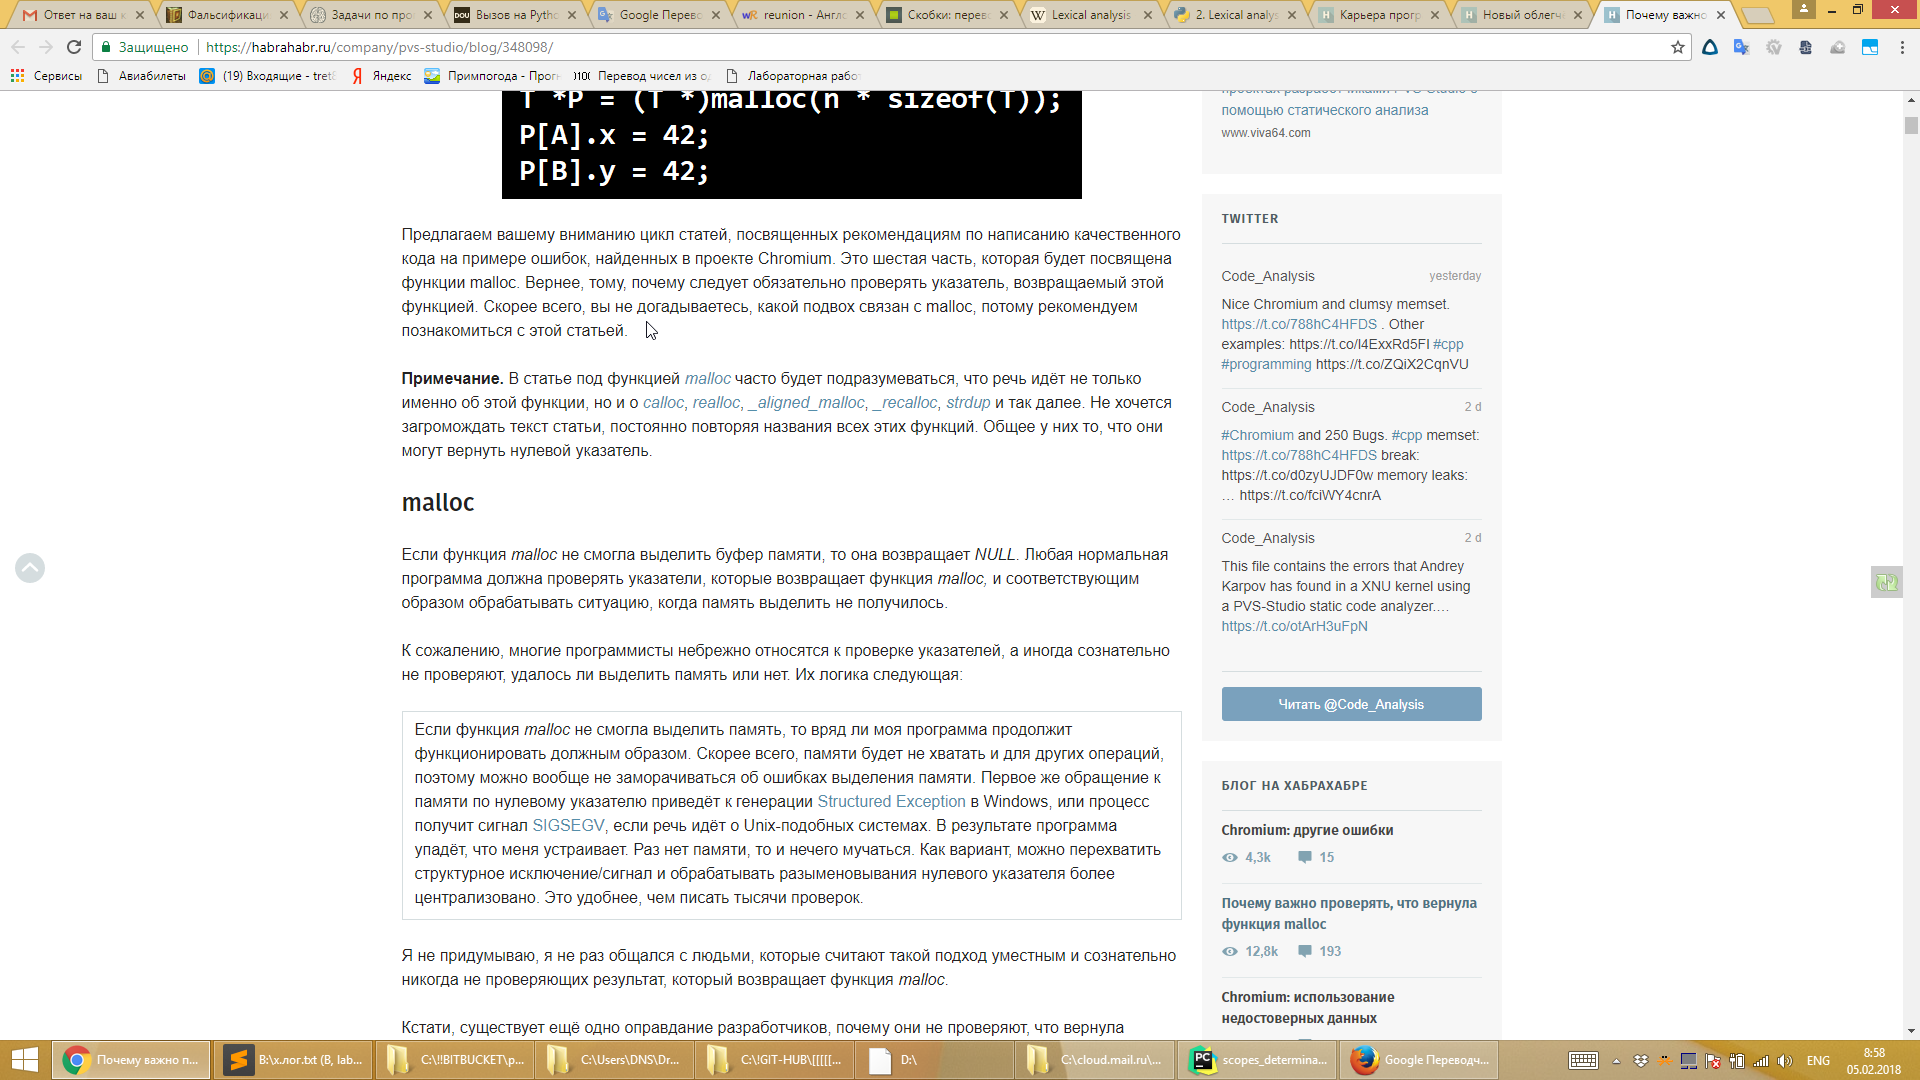 Ответ на ваш к
Фальсификаци
Задачи по про
Вызов на Pytho
Google Перево
reunion - Англо
Скобки: перево
Lexical analysis
2. Lexical analys
Карьера прогр
Новый облегч
Почему важно
Защищено
https://habrahabr.ru/company/pvs-studio/blog/348098/
Сервисы
Авиабилеты
(19) Входящие - tret
Яндекс
Примпогода - Прогн
Перевод чисел из о
Лабораторная рабо
T *P = (T *)malloc(n * sizeof(T));
P[A].x = 42;
P[B].y = 42;
Предлагаем вашему вниманию цикл статей, посвященных рекомендациям по написанию качественного
кода на примере ошибок, найденных в проекте Chromium. Это шестая часть, которая будет посвящена
функции malloc. Вернее, тому, почему следует обязательно проверять указатель, возвращаемый этой
функцией. Скорее всего, вы не догадываетесь, какой подвох связан с malloc, потому рекомендуем
познакомиться с этой статьей.
Примечание. В статье под функцией malloc часто будет подразумеваться, что речь идёт не только
именно об этой функции, но и о calloc, realloc, _aligned_malloc, _recalloc, strdup и так далее. Не хочется
загромождать текст статьи, постоянно повторяя названия всех этих функций. Общее у них то, что они
могут вернуть нулевой указатель.
malloc
Если функция malloc не смогла выделить буфер памяти, то она возвращает NULL. Любая нормальная
программа должна проверять указатели, которые возвращает функция malloc, и соответствующим
образом обрабатывать ситуацию, когда память выделить не получилось.
К сожалению, многие программисты небрежно относятся к проверке указателей, а иногда сознательно
не проверяют, удалось ли выделить память или нет. Их логика следующая:
Если функция malloc не смогла выделить память, то вряд ли моя программа продолжит
функционировать должным образом. Скорее всего, памяти будет не хватать и для других операций,
поэтому можно вообще не заморачиваться об ошибках выделения памяти. Первое же обращение к
памяти по нулевому указателю приведёт к генерации Structured Exception в Windows, или процесс
получит сигнал SIGSEGV, если речь идёт о Unix-подобных системах. В результате программа
упадёт, что меня устраивает. Раз нет памяти, то и нечего мучаться. Как вариант, можно перехватить
структурное исключение/сигнал и обрабатывать разыменовывания нулевого указателя более
централизовано. Это удобнее, чем писать тысячи проверок.
Я не придумываю, я не раз общался с людьми, которые считают такой подход уместным и сознательно
никогда не проверяющих результат, который возвращает функция malloc.
Кстати, существует ещё одно оправдание разработчиков, почему они не проверяют, что вернула
проектах разработчиками PVS-Studio с
помощью статического анализа
www.viva64.com
TWITTER
Code_Analysis yesterday
Nice Chromium and clumsy memset.
https://t.co/788hC4HFDS . Other
examples: https://t.co/I4ExxRd5FI #cpp
#programming https://t.co/ZQiX2CqnVU
Code_Analysis 2 d
#Chromium and 250 Bugs. #cpp memset:
https://t.co/788hC4HFDS break:
https://t.co/d0zyUJDF0w memory leaks:
… https://t.co/fciWY4cnrA
Code_Analysis 2 d
This file contains the errors that Andrey
Karpov has found in a XNU kernel using
a PVS-Studio static code analyzer.…
https://t.co/otArH3uFpN
Читать @Code_Analysis
БЛОГ НА ХАБРАХАБРЕ
Chromium: другие ошибки
4,3k 15
Почему важно проверять, что вернула
функция malloc
12,8k 193
Chromium: использование
недостоверных данных
Почему важно п...
B:\х.лог.txt (B, lab...
C:\!!BITBUCKET\p...
C:\Users\DNS\Dr...
C:\!GIT-HUB\[[[[[...
D:\
C:\cloud.mail.ru\...
scopes_determina...
Google Переводч...
ENG
8:58
05.02.2018